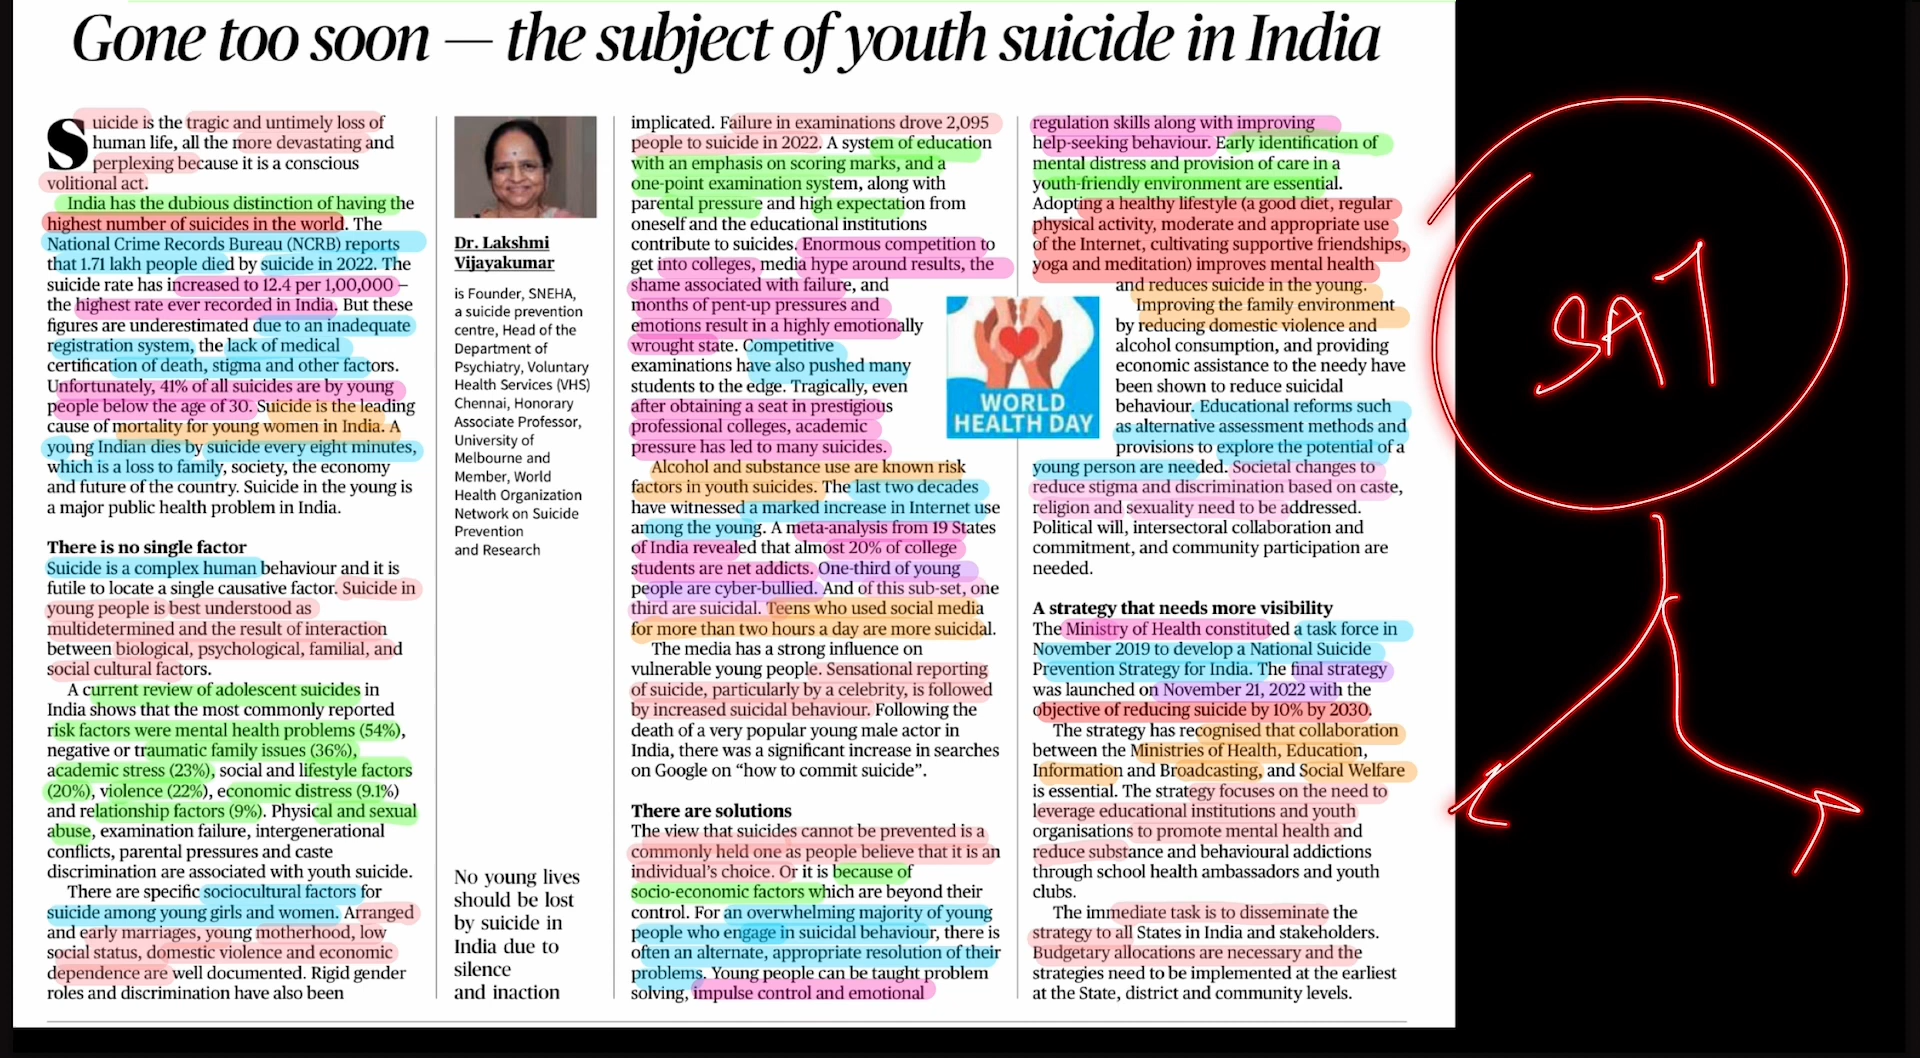 Gone too soon — the subject of youth suicide in India
Suicide is the tragic and untimely loss of
human life, all the more devastating and
perplexing because it is a conscious
volitional act.
India has the dubious distinction of having the
highest number of suicides in the world. The
National Crime Records Bureau (NCRB) reports
that 1.71 lakh people died by suicide in 2022. The
suicide rate has increased to 12.4 per 1,00,000 —
the highest rate ever recorded in India. But these
figures are underestimated due to an inadequate
registration system, the lack of medical
certification of death, stigma and other factors.
Unfortunately, 41% of all suicides are by young
people below the age of 30. Suicide is the leading
cause of mortality for young women in India. A
young Indian dies by suicide every eight minutes,
which is a loss to family, society, the economy
and future of the country. Suicide in the young is
a major public health problem in India.
There is no single factor
Suicide is a complex human behaviour and it is
futile to locate a single causative factor. Suicide in
young people is best understood as
multidetermined and the result of interaction
between biological, psychological, familial, and
social cultural factors.
A current review of adolescent suicides in
India shows that the most commonly reported
risk factors were mental health problems (54%),
negative or traumatic family issues (36%),
academic stress (23%), social and lifestyle factors
(20%), violence (22%), economic distress (9.1%)
and relationship factors (9%). Physical and sexual
abuse, examination failure, intergenerational
conflicts, parental pressures and caste
discrimination are associated with youth suicide.
There are specific sociocultural factors for
suicide among young girls and women. Arranged
and early marriages, young motherhood, low
social status, domestic violence and economic
dependence are well documented. Rigid gender
roles and discrimination have also been
Dr. Lakshmi
Vijayakumar
is Founder, SNEHA,
a suicide prevention
centre, Head of the
Department of
Psychiatry, Voluntary
Health Services (VHS)
Chennai, Honorary
Associate Professor,
University of
Melbourne and
Member, World
Health Organization
Network on Suicide
Prevention
and Research
No young lives
should be lost
by suicide in
India due to
silence
and inaction
implicated. Failure in examinations drove 2,095
people to suicide in 2022. A system of education
with an emphasis on scoring marks, and a
one-point examination system, along with
parental pressure and high expectation from
oneself and the educational institutions
contribute to suicides. Enormous competition to
get into colleges, media hype around results, the
shame associated with failure, and
months of pent-up pressures and
emotions result in a highly emotionally
wrought state. Competitive
examinations have also pushed many
students to the edge. Tragically, even
after obtaining a seat in prestigious
professional colleges, academic
pressure has led to many suicides.
Alcohol and substance use are known risk
factors in youth suicides. The last two decades
have witnessed a marked increase in Internet use
among the young. A meta-analysis from 19 States
of India revealed that almost 20% of college
students are net addicts. One-third of young
people are cyber-bullied. And of this sub-set, one
third are suicidal. Teens who used social media
for more than two hours a day are more suicidal.
The media has a strong influence on
vulnerable young people. Sensational reporting
of suicide, particularly by a celebrity, is followed
by increased suicidal behaviour. Following the
death of a very popular young male actor in
India, there was a significant increase in searches
on Google on “how to commit suicide”.
There are solutions
The view that suicides cannot be prevented is a
commonly held one as people believe that it is an
individual’s choice. Or it is because of
socio-economic factors which are beyond their
control. For an overwhelming majority of young
people who engage in suicidal behaviour, there is
often an alternate, appropriate resolution of their
problems. Young people can be taught problem
solving, impulse control and emotional
WORLD
HEALTH DAY
regulation skills along with improving
help-seeking behaviour. Early identification of
mental distress and provision of care in a
youth-friendly environment are essential.
Adopting a healthy lifestyle (a good diet, regular
physical activity, moderate and appropriate use
of the Internet, cultivating supportive friendships,
yoga and meditation) improves mental health
and reduces suicide in the young.
Improving the family environment
by reducing domestic violence and
alcohol consumption, and providing
economic assistance to the needy have
been shown to reduce suicidal
behaviour. Educational reforms such
as alternative assessment methods and
provisions to explore the potential of a
young person are needed. Societal changes to
reduce stigma and discrimination based on caste,
religion and sexuality need to be addressed.
Political will, intersectoral collaboration and
commitment, and community participation are
needed.
A strategy that needs more visibility
The Ministry of Health constituted a task force in
November 2019 to develop a National Suicide
Prevention Strategy for India. The final strategy
was launched on November 21, 2022 with the
objective of reducing suicide by 10% by 2030.
The strategy has recognised that collaboration
between the Ministries of Health, Education,
Information and Broadcasting, and Social Welfare
is essential. The strategy focuses on the need to
leverage educational institutions and youth
organisations to promote mental health and
reduce substance and behavioural addictions
through school health ambassadors and youth
clubs.
The immediate task is to disseminate the
strategy to all States in India and stakeholders.
Budgetary allocations are necessary and the
strategies need to be implemented at the earliest
at the State, district and community levels.